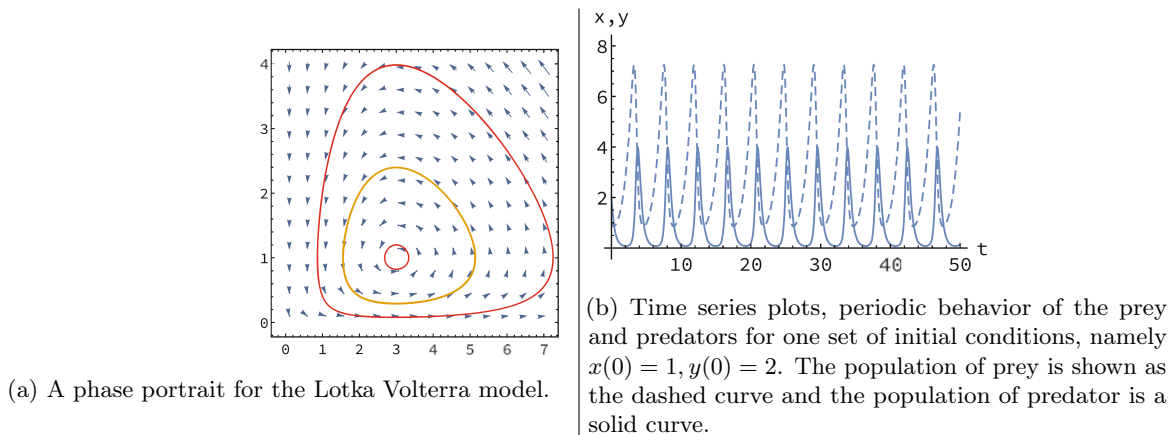 4
3
2
1
0
0 1 2 3 4 5 6 7
(a) A phase portrait for the Lotka Volterra model.
x,y
8
6
4
2
10 20 30 40 50 t
(b) Time series plots, periodic behavior of the prey
and predators for one set of initial conditions, namely
x(0) = 1, y(0) = 2. The population of prey is shown as
the dashed curve and the population of predator is a
solid curve.